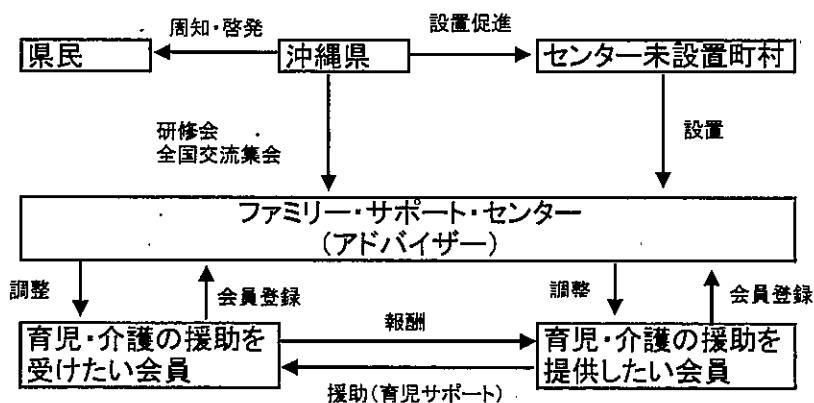 周知・啓発
設置促進
県民
沖縄県
センター未設置町村
研修会
全国交流集会
設置
ファミリー・サポート・センター
(アドバイザー)
調整
会員登録
調整
会員登録
報酬
育児・介護の援助を
受けたい会員
育児・介護の援助を
提供したい会員
援助(育児サポート)